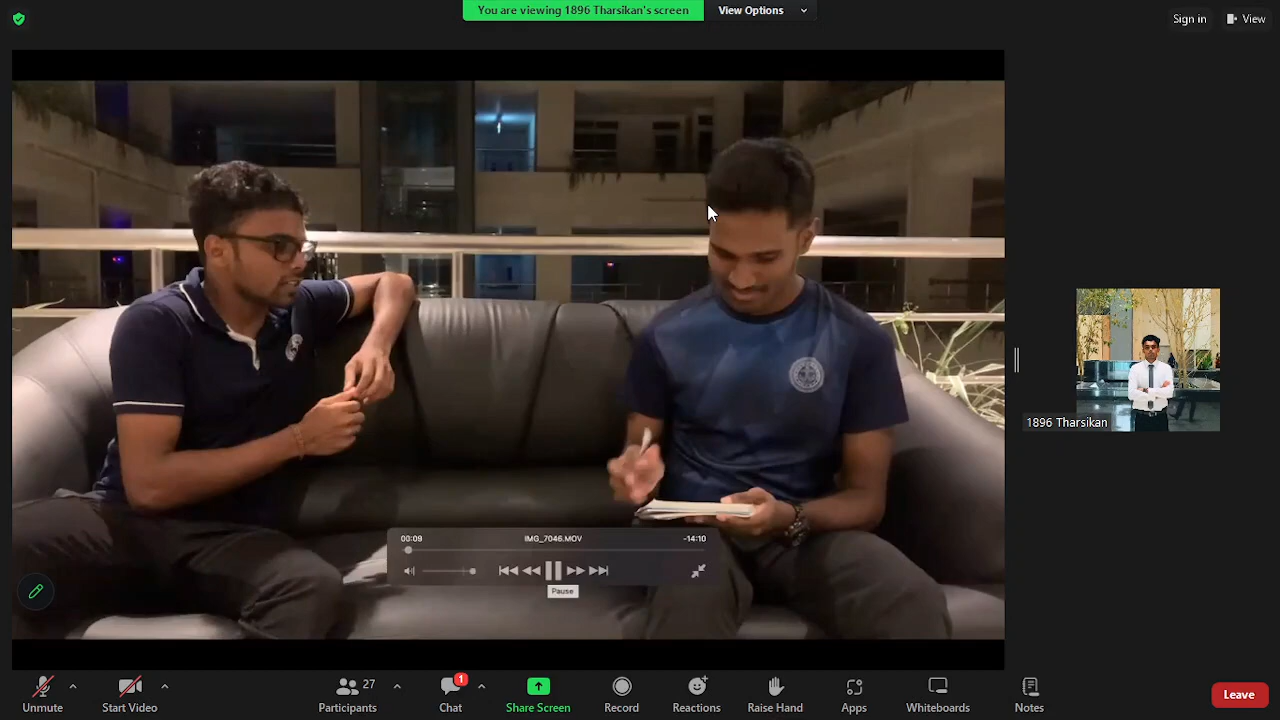 You are viewing 1896 Tharsikan's screen
View Options
Sign in
View
00:09
IMG_7046.MOV
-14:10
Pause
1896 Tharsikan
Unmute
Start Video
27
Participants
1
Chat
Share Screen
Record
Reactions
Raise Hand
Apps
Whiteboards
Notes
Leave